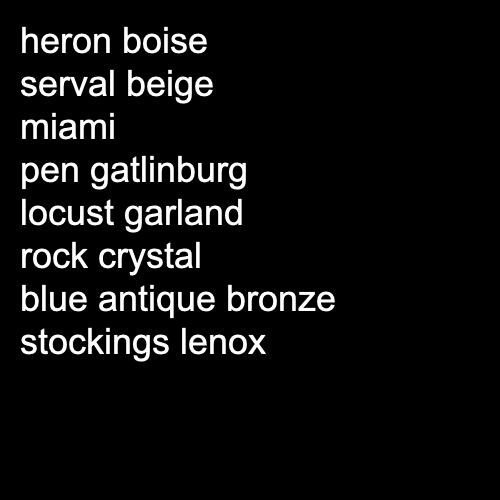 heron boise
serval beige
miami
pen gatlinburg
locust garland
rock crystal
blue antique bronze
stockings lenox